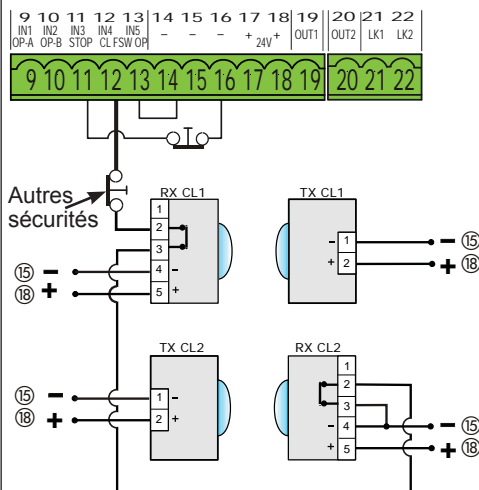 9 10 11 12 13 14 15 16 17 18 19 20 21 22
IN1 IN2 IN3 IN4 IN5 - - - + 24V + OUT1 OUT2 LK1 LK2
OP-A OP-B STOP CL FSW OP
9 10 11 12 13 14 15 16 17 18 19 20 21 22
Autres
sécurités
RX CL1
1
2
3
4 -
5 +
⑮ -
⑱ +
TX CL1
- 1
+ 2
- ⑮
+ ⑱
TX CL2
1 -
2 +
⑮ -
⑱ +
RX CL2
1
2
3
- 4
+ 5
- ⑮
+ ⑱